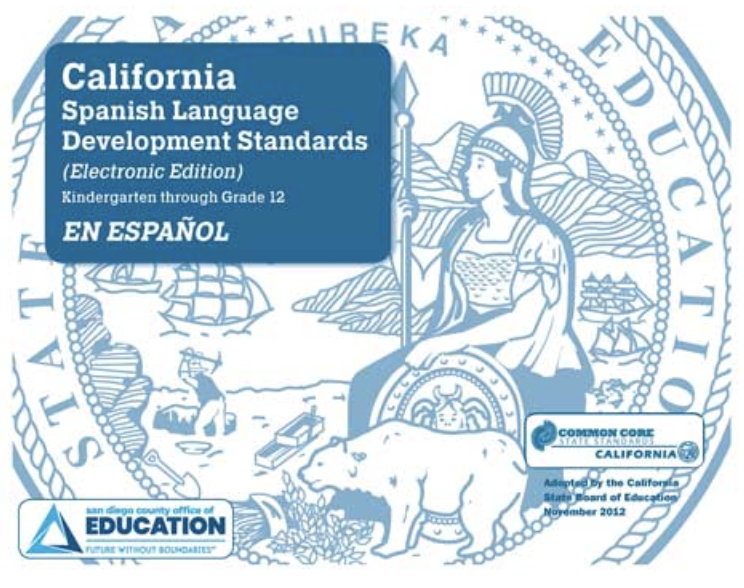 EUREKA
California
Spanish Language
Development Standards
(Electronic Edition)
Kindergarten through Grade 12
EN ESPAÑOL
STATE
EDUCATION
COMMON CORE
STATE STANDARDS
CALIFORNIA
Adopted by the California
State Board of Education
November 2012
san diego county office of
EDUCATION
FUTURE WITHOUT BOUNDARIES™